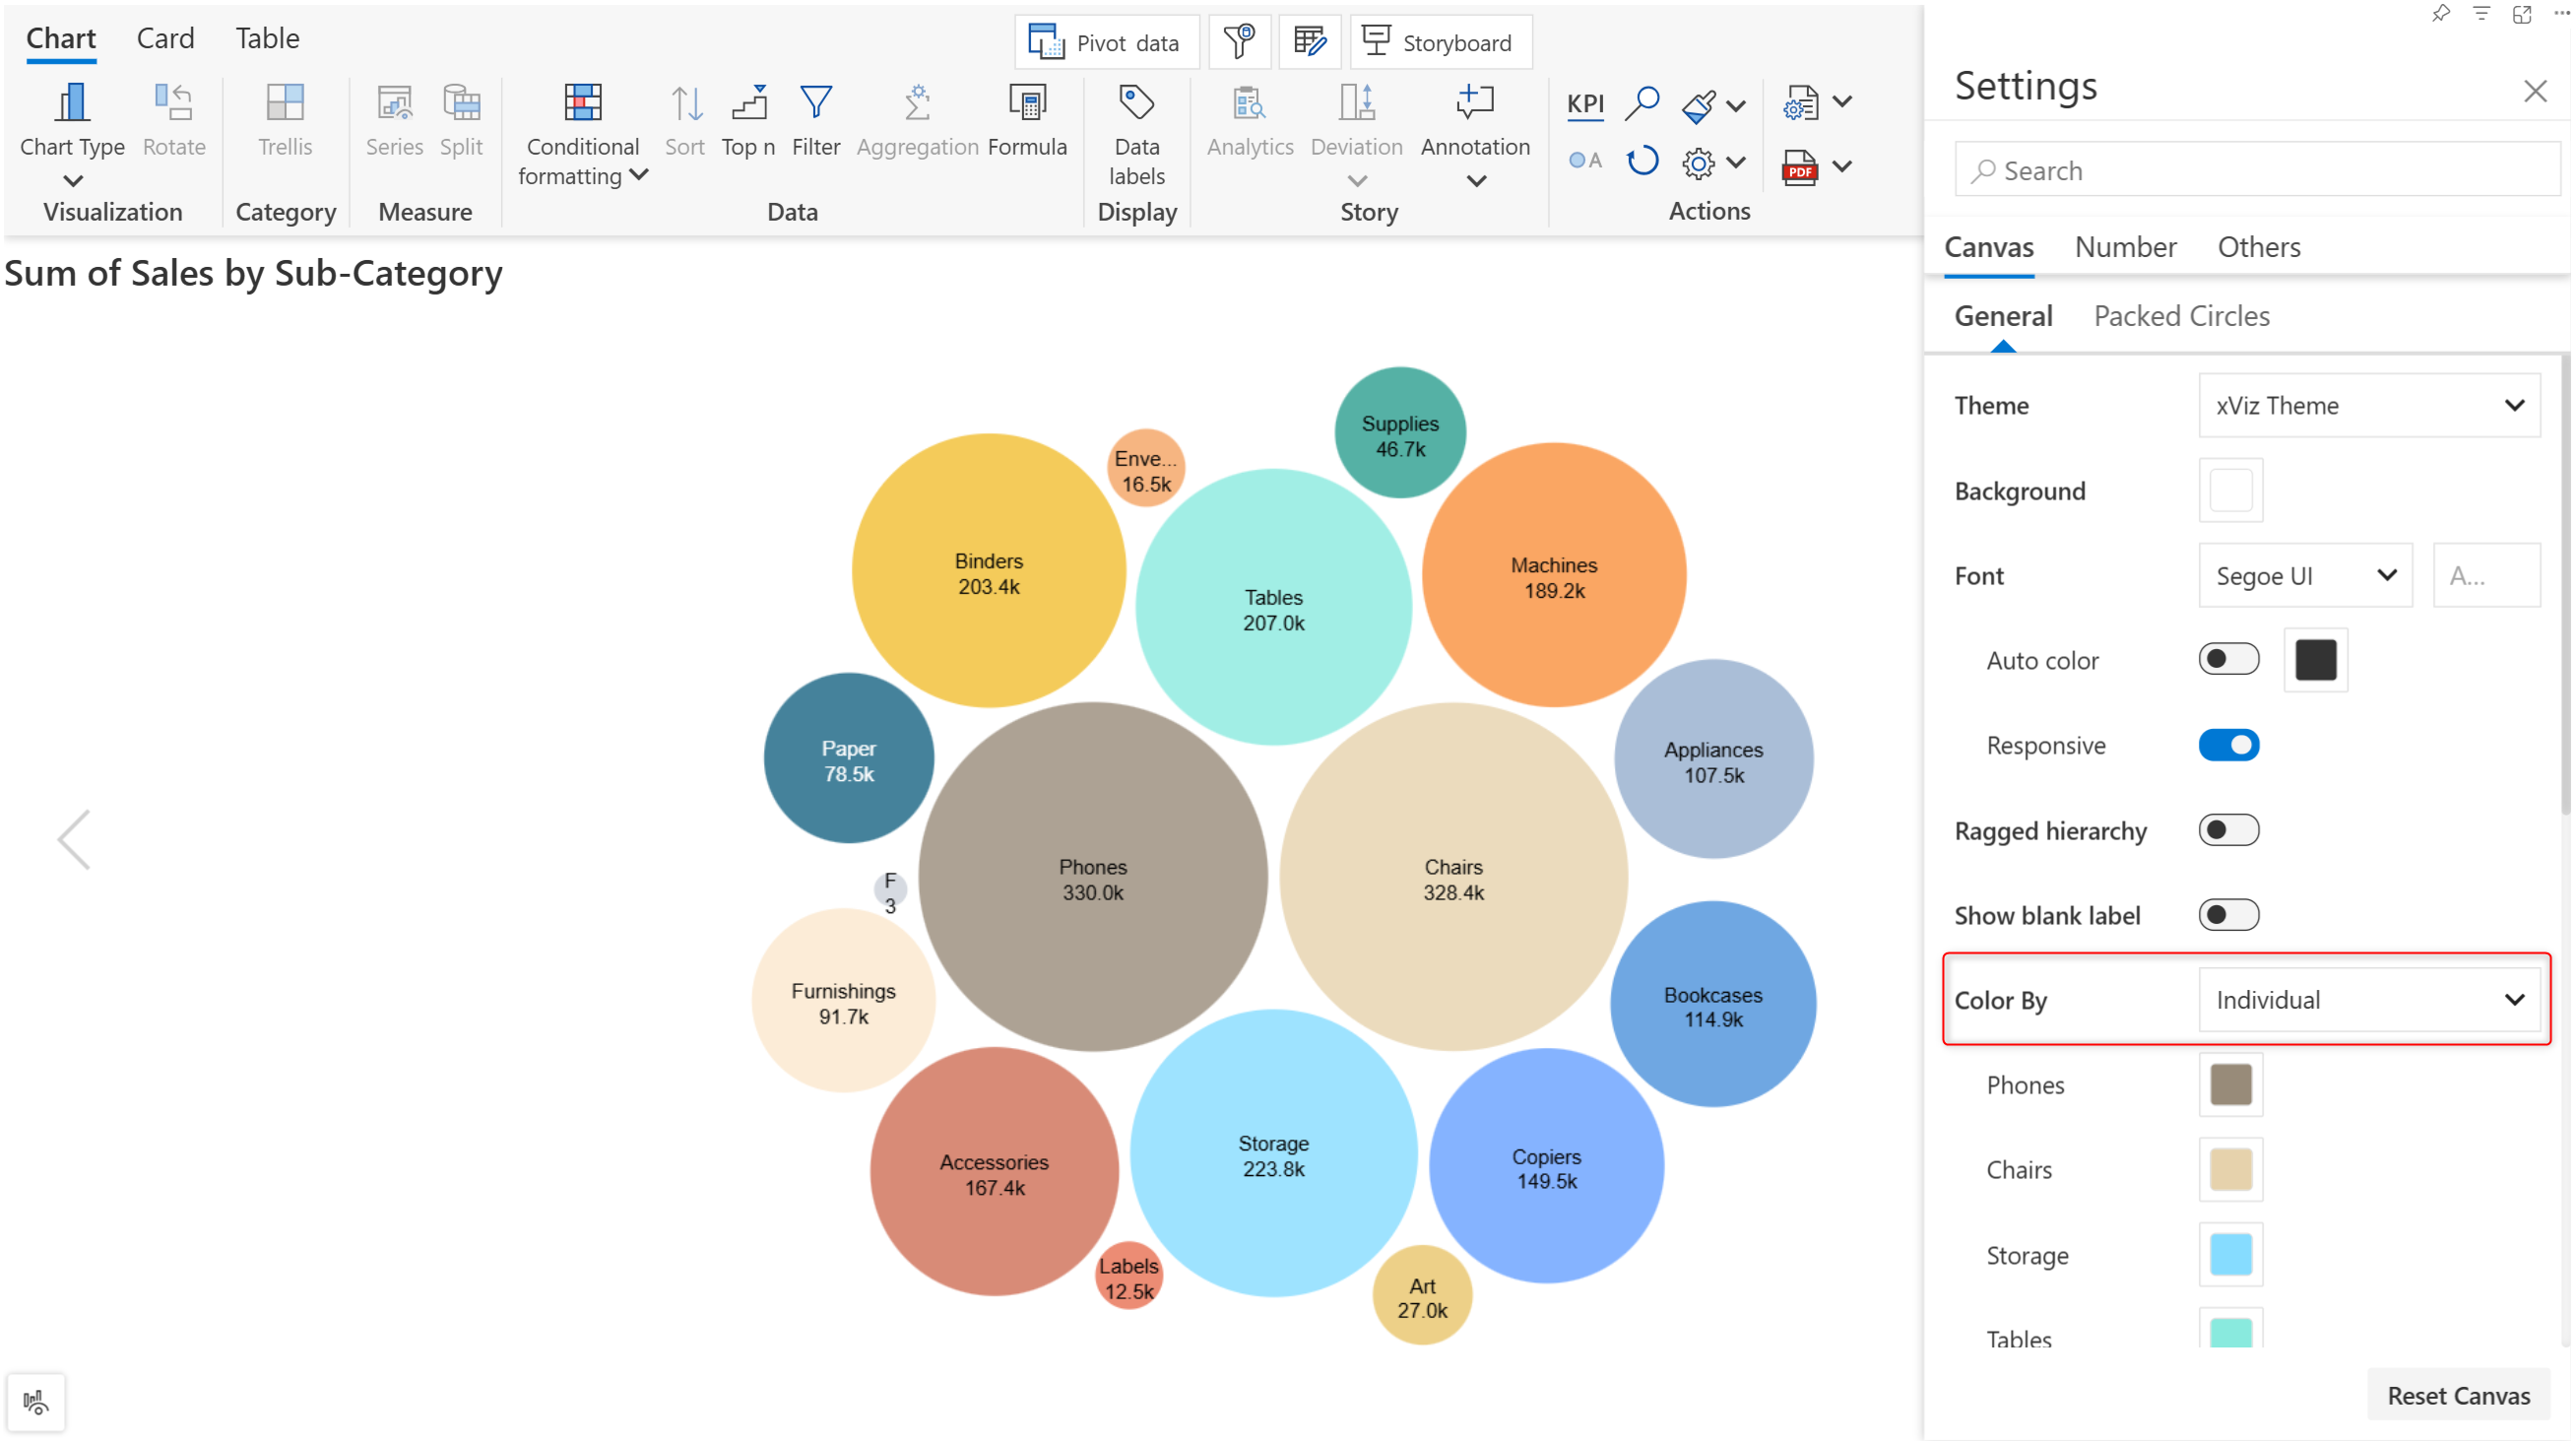 Chart Card Table
Pivot data
Storyboard
Chart Type
Rotate
Trellis
Series
Split
Conditional
formatting
Sort
Top n
Filter
Aggregation
Formula
Data
labels
Analytics
Deviation
Annotation
KPI
A
PDF
Visualization
Category
Measure
Data
Display
Story
Actions
Sum of Sales by Sub-Category
Supplies
46.7k
Enve...
16.5k
Binders
203.4k
Tables
207.0k
Machines
189.2k
Paper
78.5k
Appliances
107.5k
Phones
330.0k
Chairs
328.4k
F
3
Furnishings
91.7k
Bookcases
114.9k
Accessories
167.4k
Storage
223.8k
Copiers
149.5k
Labels
12.5k
Art
27.0k
Settings
Search
Canvas Number Others
General Packed Circles
Theme xViz Theme
Background
Font Segoe UI A...
Auto color
Responsive
Ragged hierarchy
Show blank label
Color By Individual
Phones
Chairs
Storage
Tables
Reset Canvas